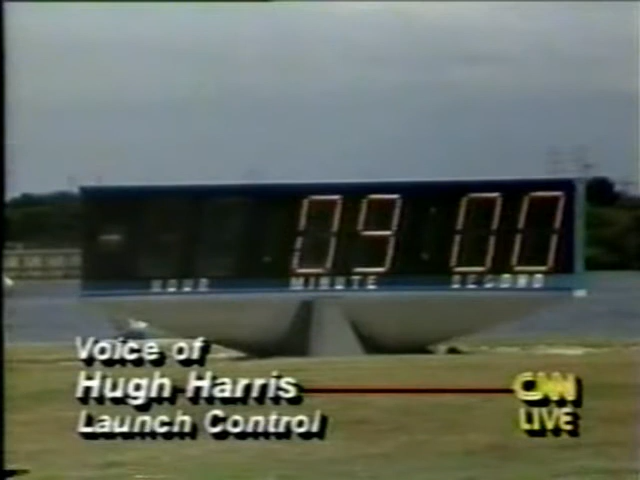 - 09:00
HOUR MINUTE SECOND
Voice of
Hugh Harris
Launch Control
CNN
LIVE